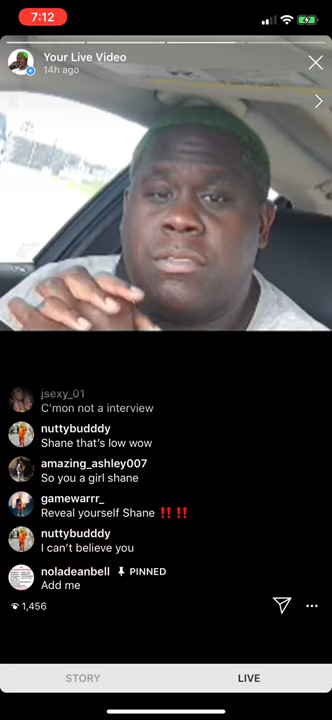 7:12
Your Live Video
14h ago
jsexy_01
C'mon not a interview
nuttybudddy
Shane that's low wow
amazing_ashley007
So you a girl shane
gamewarrr_
Reveal yourself Shane ‼️ ‼️
nuttybudddy
I can't believe you
noladeanbell PINNED
Add me
1,456
STORY LIVE